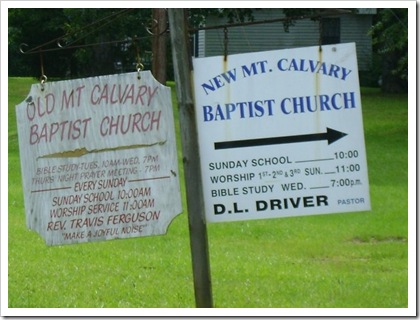 OLD MT CALVARY
BAPTIST CHURCH
BIBLE STUDY-TUES. 10AM-WED. 7PM
THURS. NIGHT PRAYER MEETING - 7PM
EVERY SUNDAY
SUNDAY SCHOOL 10:00AM
WORSHIP SERVICE 11:00AM
REV. TRAVIS FERGUSON
"MAKE A JOYFUL NOISE"
NEW MT. CALVARY
BAPTIST CHURCH
SUNDAY SCHOOL 10:00
WORSHIP 1ST-2ND & 3RD SUN. 11:00
BIBLE STUDY WED. 7:00p.m.
D.L. DRIVER PASTOR